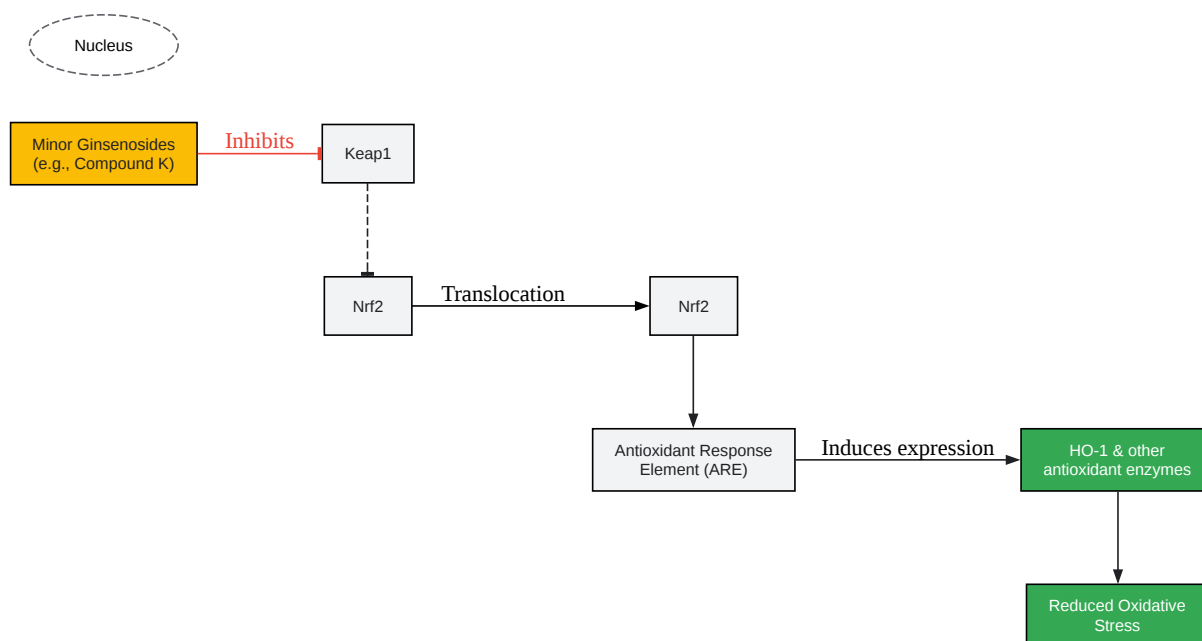 Nucleus
Minor Ginsenosides
(e.g., Compound K)
Inhibits
Keap1
Nrf2
Translocation
Nrf2
Antioxidant Response
Element (ARE)
Induces expression
HO-1 & other
antioxidant enzymes
Reduced Oxidative
Stress